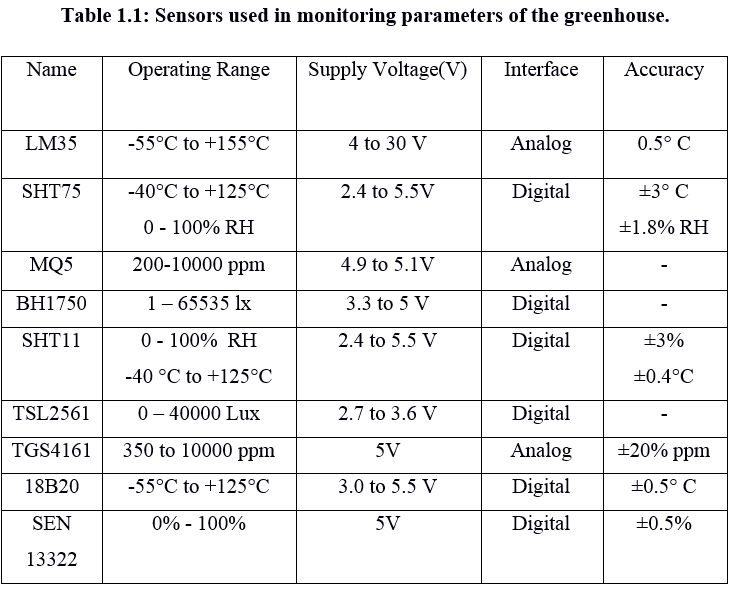 Table 1.1: Sensors used in monitoring parameters of the greenhouse.
Name Operating Range Supply Voltage(V) Interface Accuracy
LM35 -55°C to +155°C 4 to 30 V Analog 0.5° C
SHT75 -40°C to +125°C 2.4 to 5.5V Digital ±3° C
0 - 100% RH ±1.8% RH
MQ5 200-10000 ppm 4.9 to 5.1V Analog -
BH1750 1 – 65535 lx 3.3 to 5 V Digital -
SHT11 0 - 100% RH 2.4 to 5.5 V Digital ±3%
-40 °C to +125°C ±0.4°C
TSL2561 0 – 40000 Lux 2.7 to 3.6 V Digital -
TGS4161 350 to 10000 ppm 5V Analog ±20% ppm
18B20 -55°C to +125°C 3.0 to 5.5 V Digital ±0.5° C
SEN 0% - 100% 5V Digital ±0.5%
13322